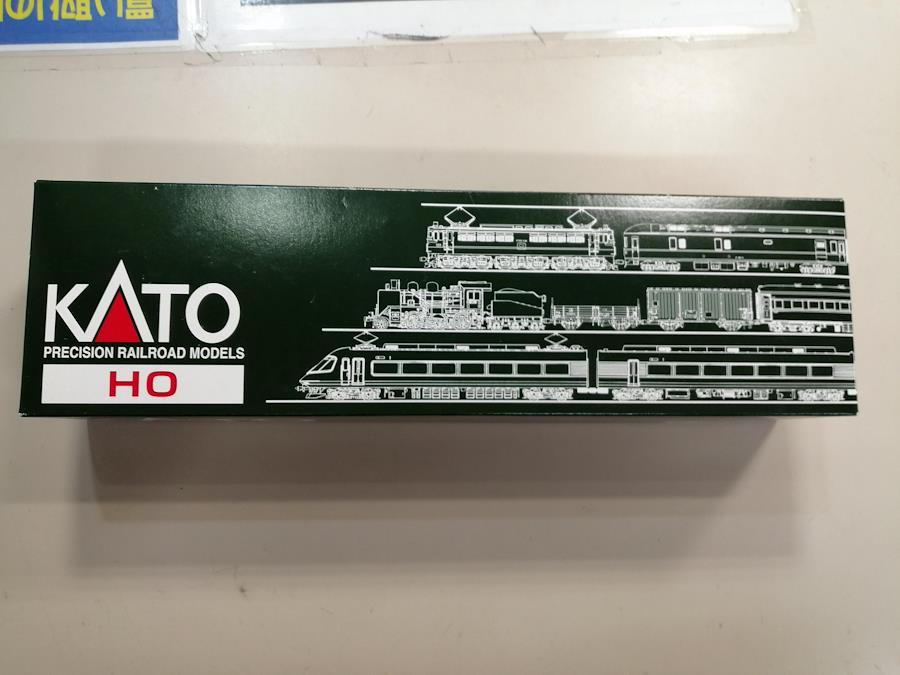 KATO
PRECISION RAILROAD MODELS
HO